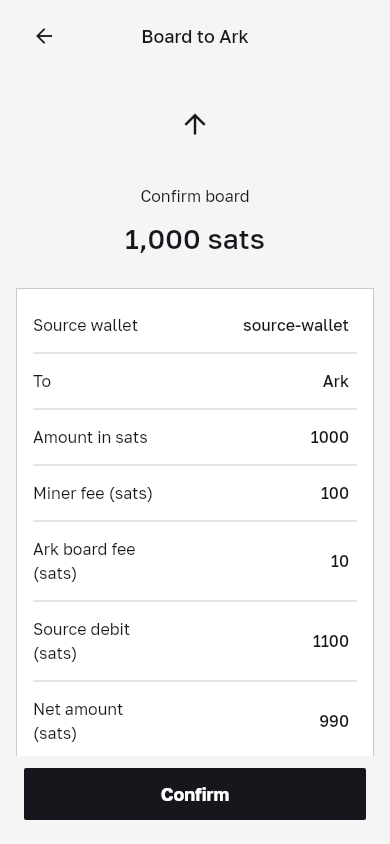 Board to Ark
Confirm board
1,000 sats
Source wallet source-wallet
To Ark
Amount in sats 1000
Miner fee (sats) 100
Ark board fee
(sats) 10
Source debit
(sats) 1100
Net amount
(sats) 990
Confirm